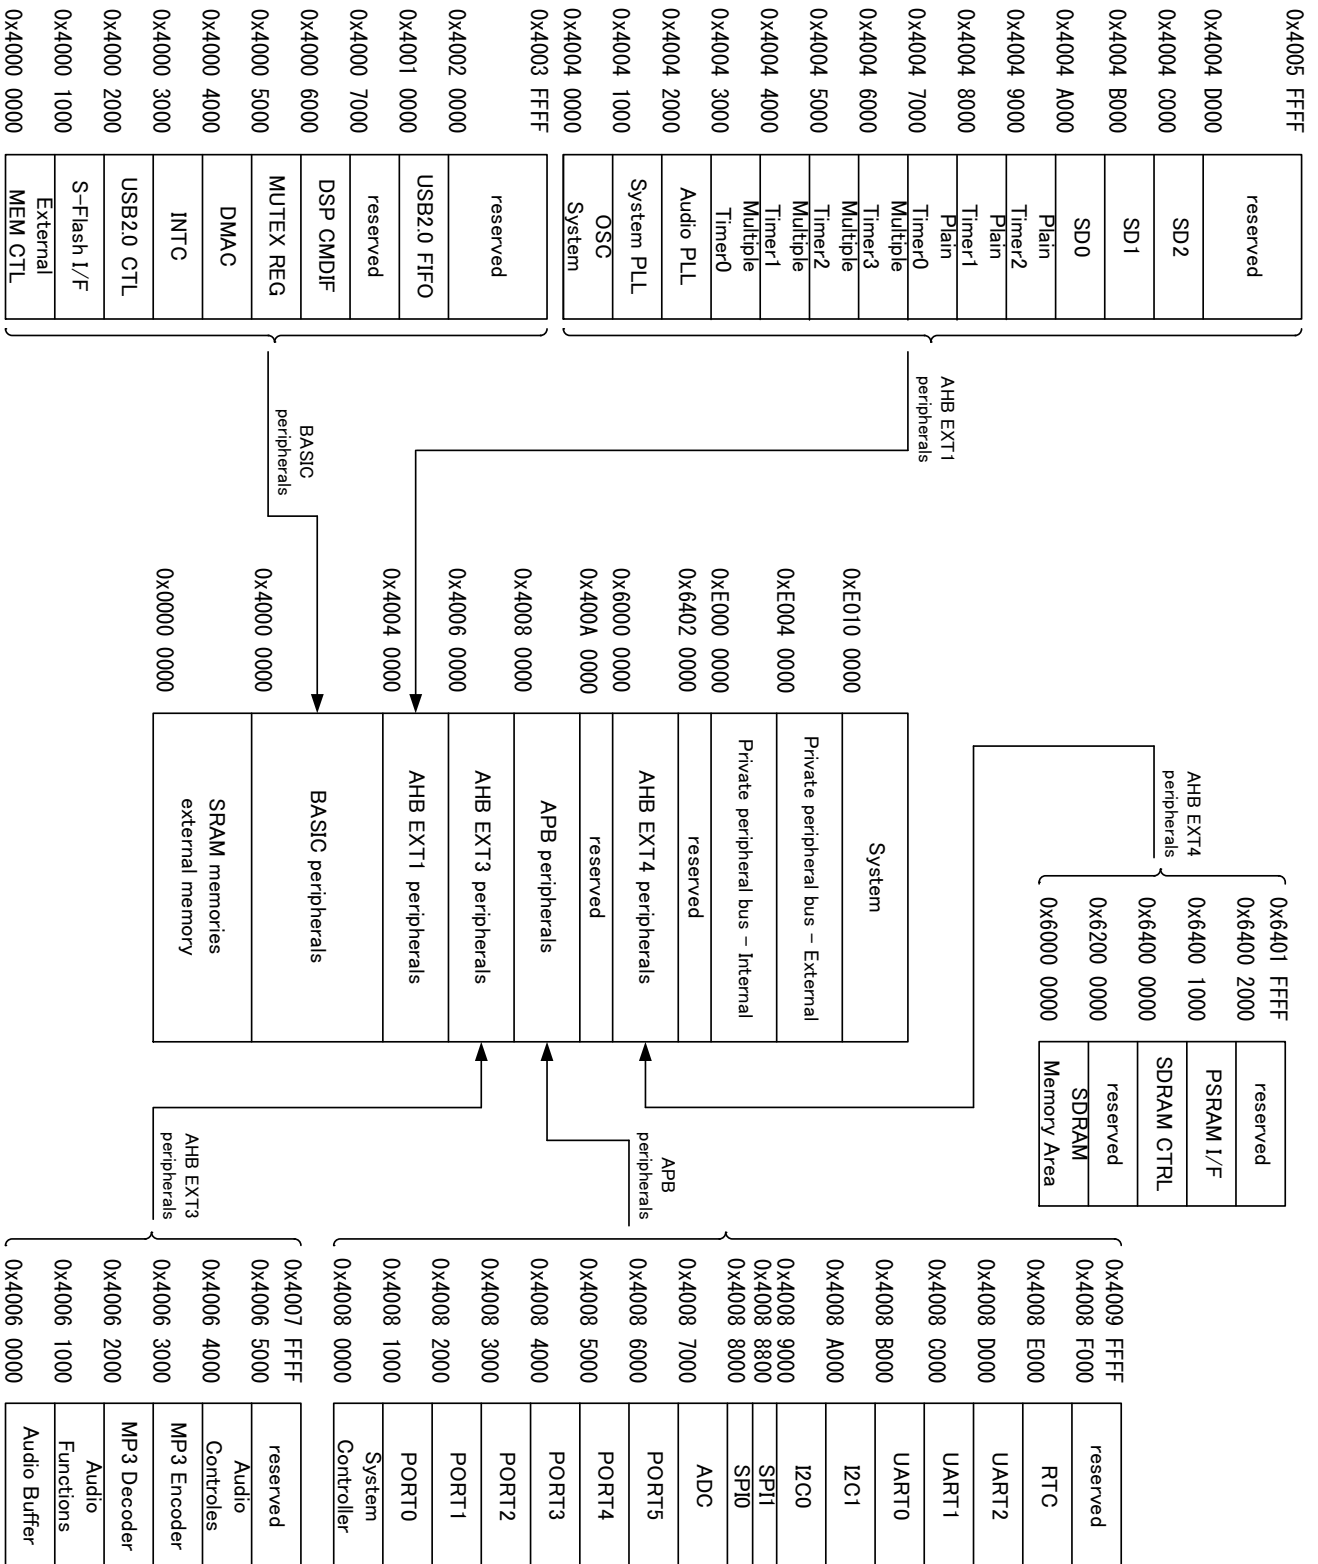 0x4005 FFFF
reserved
0x4004 D000
SD2
0x4004 C000
SD1
0x4004 B000
SD0
0x4004 A000
Plain
Timer2
0x4004 9000
Plain
Timer1
0x4004 8000
Plain
Timer0
0x4004 7000
Multiple
Timer3
0x4004 6000
Multiple
Timer2
0x4004 5000
Multiple
Timer1
0x4004 4000
Multiple
Timer0
0x4004 3000
Audio PLL
0x4004 2000
System PLL
0x4004 1000
OSC
System
0x4004 0000
AHB EXT1
peripherals
0x4003 FFFF
reserved
0x4002 0000
USB2.0 FIFO
0x4001 0000
reserved
0x4000 7000
DSP CMDIF
0x4000 6000
MUTEX REG
0x4000 5000
DMAC
0x4000 4000
INTC
0x4000 3000
USB2.0 CTL
0x4000 2000
S-Flash I/F
0x4000 1000
External
MEM CTL
0x4000 0000
BASIC
peripherals
System
0xE010 0000
Private peripheral bus - External
0xE004 0000
Private peripheral bus - Internal
0xE000 0000
reserved
0x6402 0000
AHB EXT4 peripherals
0x6000 0000
reserved
0x400A 0000
APB peripherals
0x4008 0000
AHB EXT3 peripherals
0x4006 0000
AHB EXT1 peripherals
0x4004 0000
BASIC peripherals
0x4000 0000
SRAM memories
external memory
0x0000 0000
AHB EXT4
peripherals
0x6401 FFFF
reserved
0x6400 2000
PSRAM I/F
0x6400 1000
SDRAM CTRL
0x6400 0000
reserved
0x6200 0000
SDRAM
Memory Area
0x6000 0000
APB
peripherals
0x4009 FFFF
reserved
0x4008 F000
RTC
0x4008 E000
UART2
0x4008 D000
UART1
0x4008 C000
UART0
0x4008 B000
I2C1
0x4008 A000
I2C0
0x4008 9000
SPI1
0x4008 8800
SPI0
0x4008 8000
ADC
0x4008 7000
PORT5
0x4008 6000
PORT4
0x4008 5000
PORT3
0x4008 4000
PORT2
0x4008 3000
PORT1
0x4008 2000
PORT0
0x4008 1000
System
Controller
0x4008 0000
AHB EXT3
peripherals
0x4007 FFFF
reserved
0x4006 5000
Audio
Controles
0x4006 4000
MP3 Encoder
0x4006 3000
MP3 Decoder
0x4006 2000
Audio
Functions
0x4006 1000
Audio Buffer
0x4006 0000